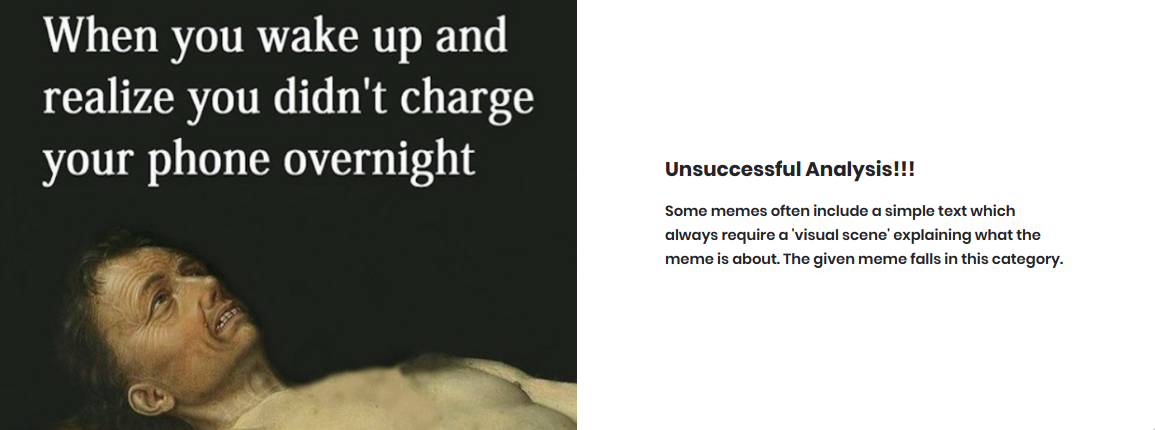 When you wake up and
realize you didn't charge
your phone overnight
Unsuccessful Analysis!!!
Some memes often include a simple text which
always require a 'visual scene' explaining what the
meme is about. The given meme falls in this category.